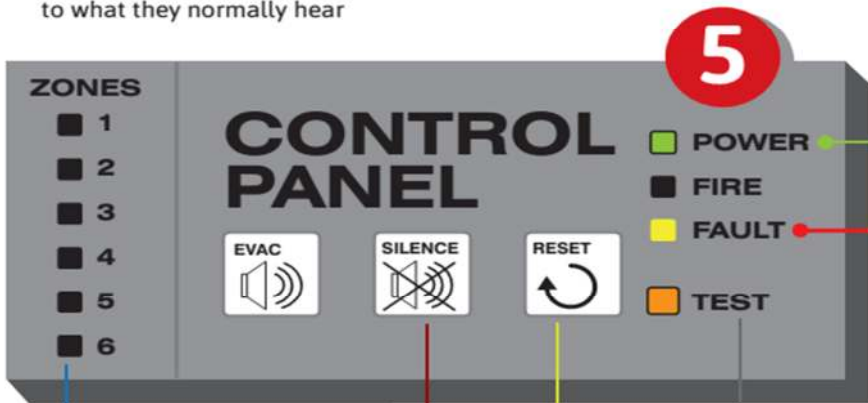 to what they normally hear
5
ZONES
1
2
3
4
5
6
CONTROL
PANEL
EVAC
SILENCE
RESET
POWER
FIRE
FAULT
TEST